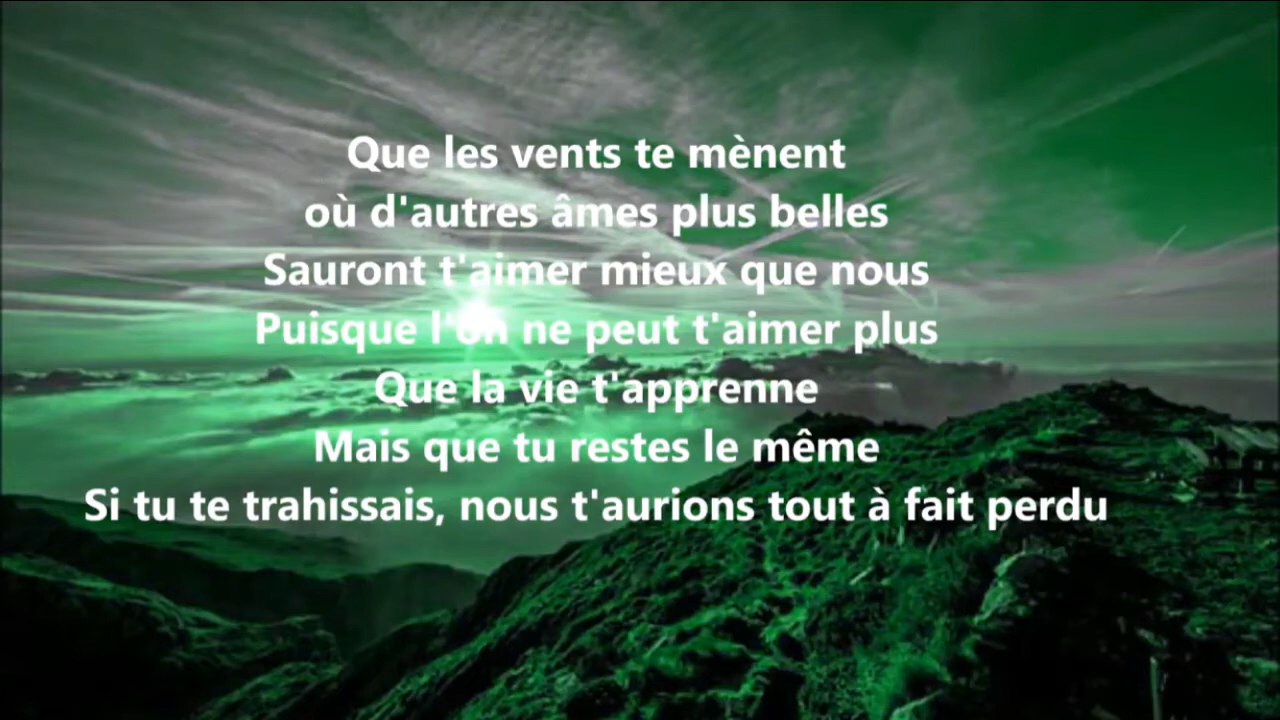 Que les vents te mènent
où d'autres âmes plus belles
Sauront t'aimer mieux que nous
Puisque l'on ne peut t'aimer plus
Que la vie t'apprenne
Mais que tu restes le même
Si tu te trahissais, nous t'aurions tout à fait perdu